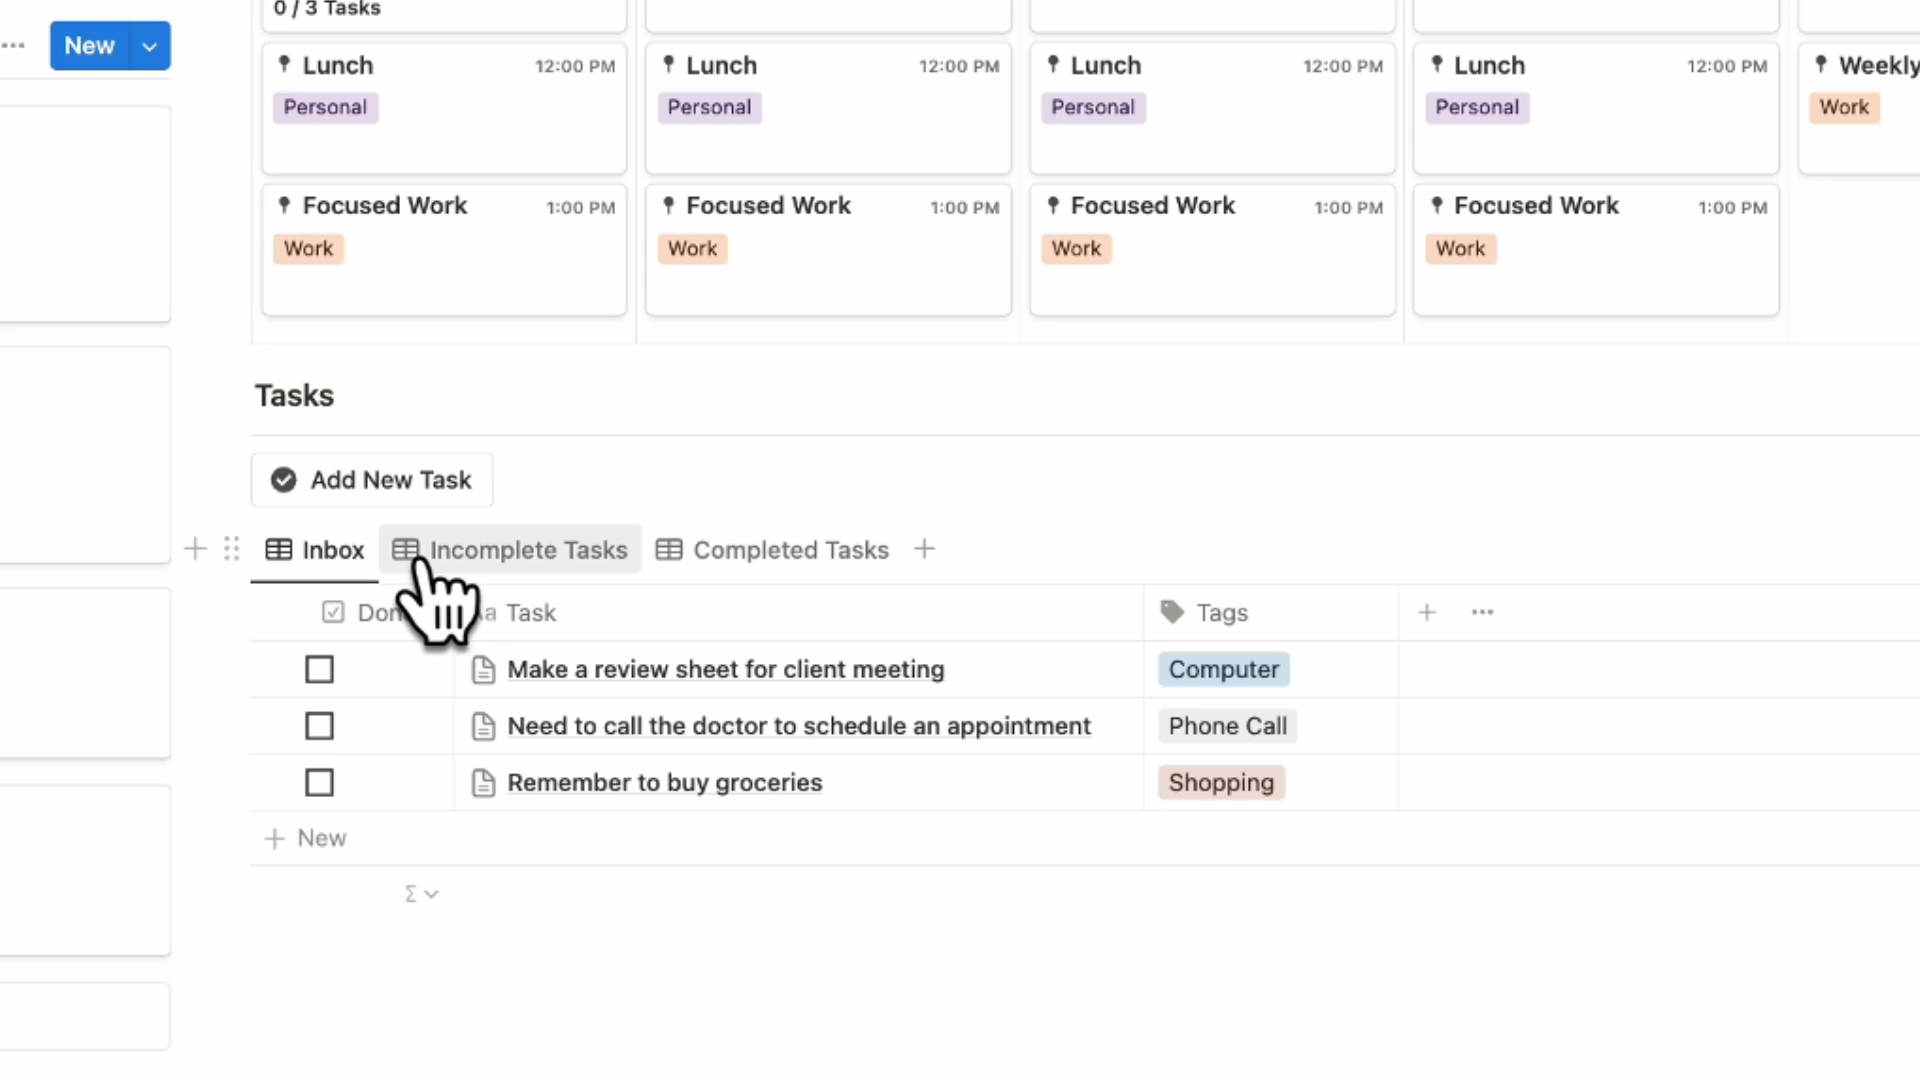 0 / 3 Tasks
New
Lunch 12:00 PM Lunch 12:00 PM Lunch 12:00 PM Lunch 12:00 PM Weekly
Personal Personal Personal Personal Work
Focused Work 1:00 PM Focused Work 1:00 PM Focused Work 1:00 PM Focused Work 1:00 PM
Work Work Work Work
Tasks
Add New Task
Inbox Incomplete Tasks Completed Tasks
Task Tags
Make a review sheet for client meeting Computer
Need to call the doctor to schedule an appointment Phone Call
Remember to buy groceries Shopping
New
Σ